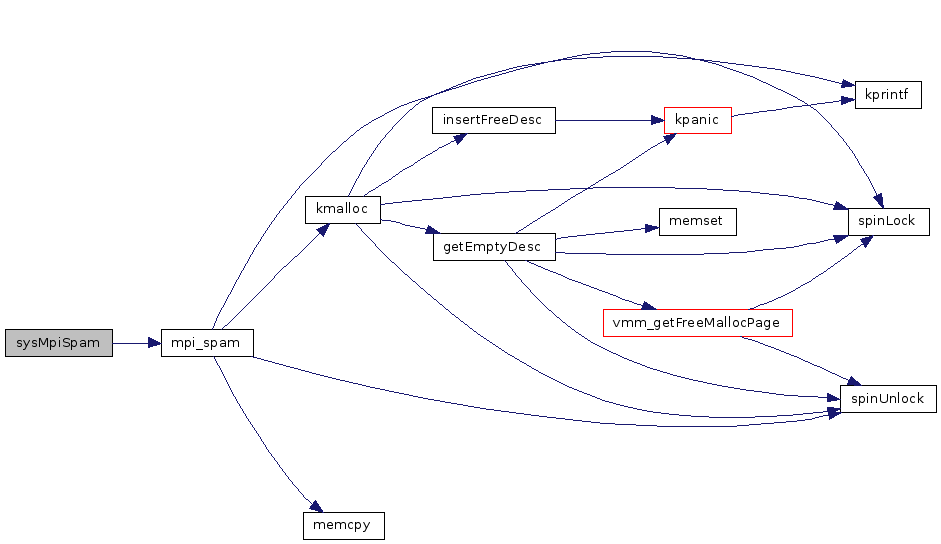 kprintf
insertFreeDesc
kpanic
kmalloc
memset
spinLock
getEmptyDesc
vmm_getFreeMallocPage
sysMpiSpam
mpi_spam
spinUnlock
memcpy